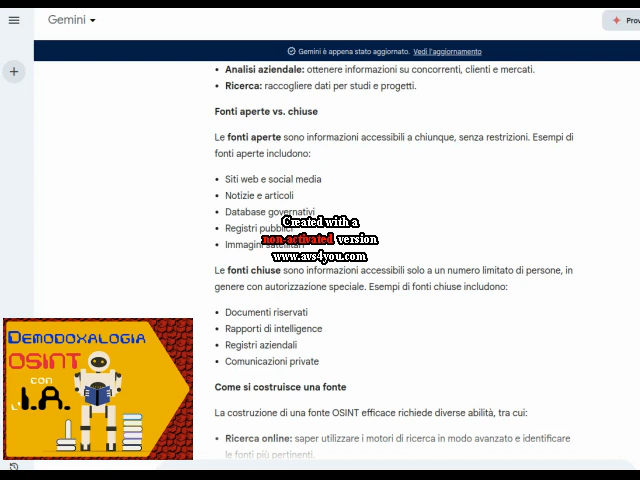 Gemini
Prov
Gemini è appena stato aggiornato. Vedi l'aggiornamento
• Analisi aziendale: ottenere informazioni su concorrenti, clienti e mercati.
• Ricerca: raccogliere dati per studi e progetti.
Fonti aperte vs. chiuse
Le fonti aperte sono informazioni accessibili a chiunque, senza restrizioni. Esempi di
fonti aperte includono:
• Siti web e social media
• Notizie e articoli
• Database governativi
• Registri pubblici
• Immagini satellitari
Created with a
non-activated version
www.avs4you.com
Le fonti chiuse sono informazioni accessibili solo a un numero limitato di persone, in
genere con autorizzazione speciale. Esempi di fonti chiuse includono:
• Documenti riservati
• Rapporti di intelligence
• Registri aziendali
• Comunicazioni private
Come si costruisce una fonte
La costruzione di una fonte OSINT efficace richiede diverse abilità, tra cui:
• Ricerca online: saper utilizzare i motori di ricerca in modo avanzato e identificare
le fonti più pertinenti.
DEMODOXALOGIA
OSINT
con
L'I.A.